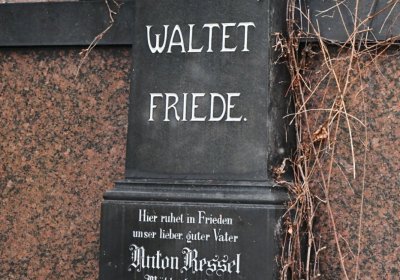 WALTET
FRIEDE.
Hier ruhet in Frieden
unser lieber, guter Vater
Anton Ressel